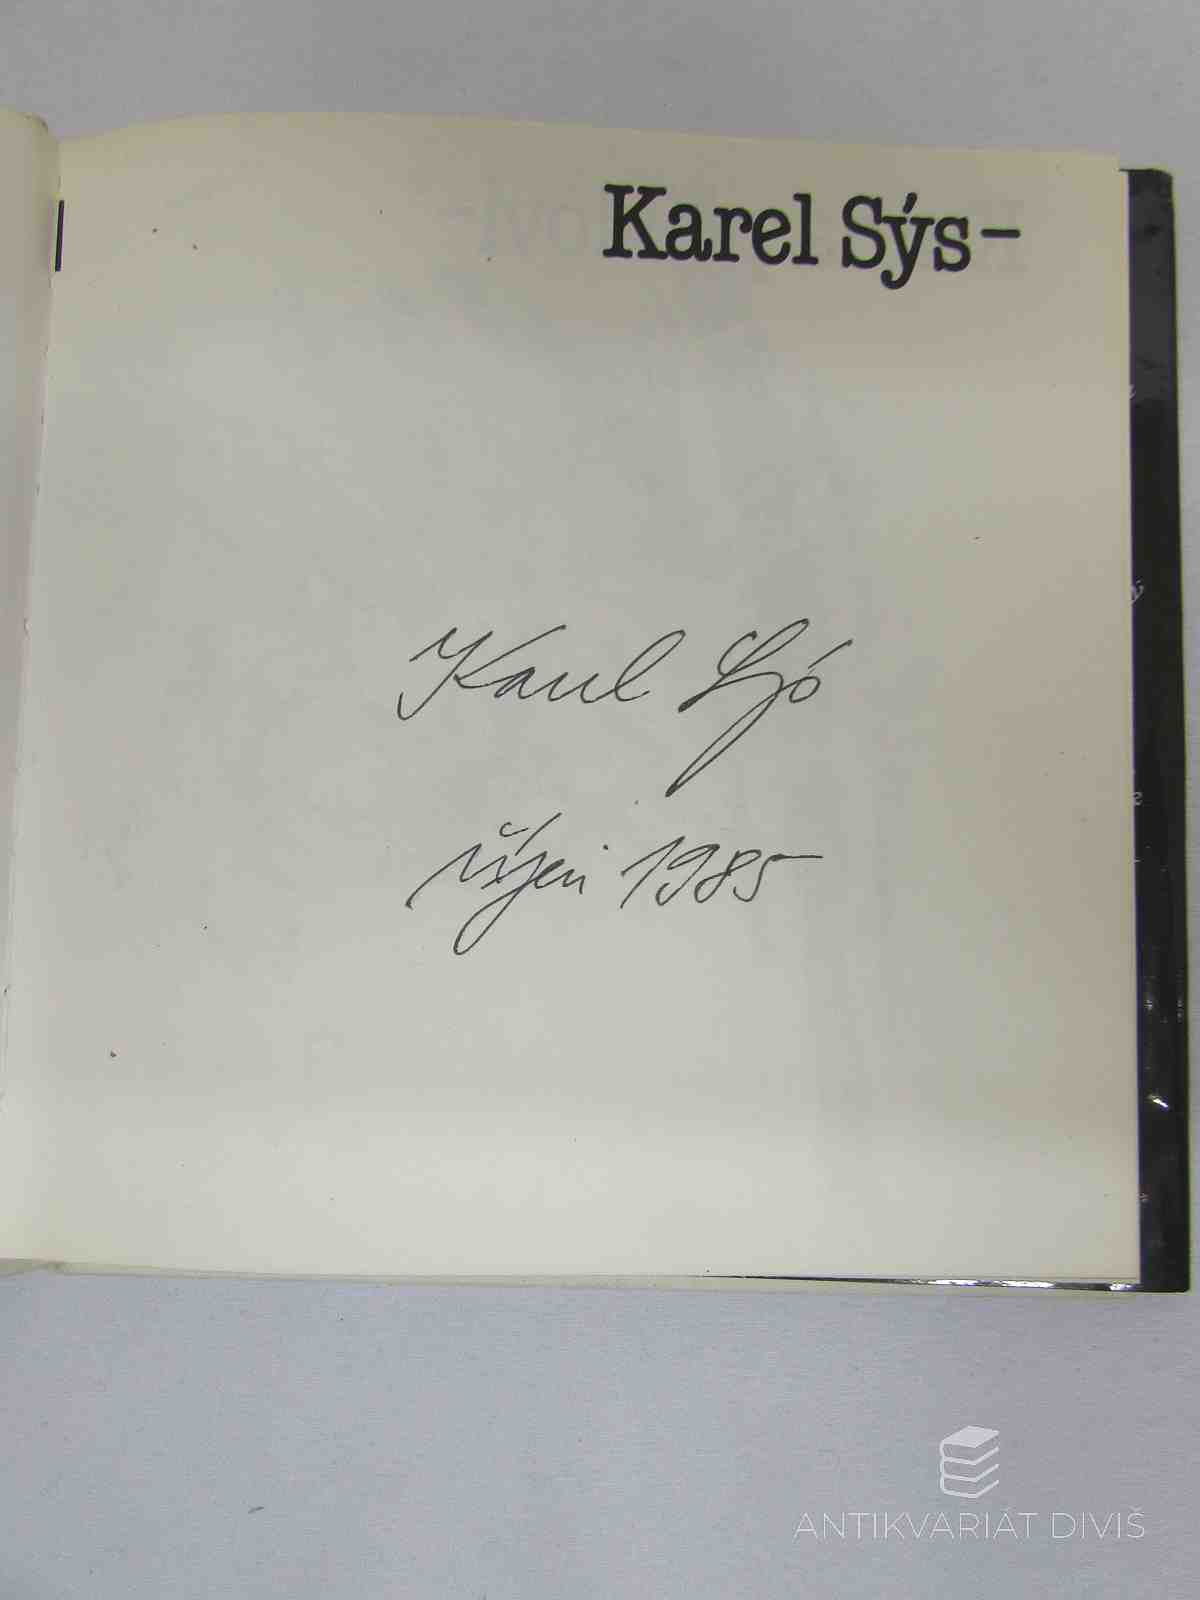 Karel Sýs–
Karel Sýs
říjen 1985
ANTIKVARIÁT DIVIŠ